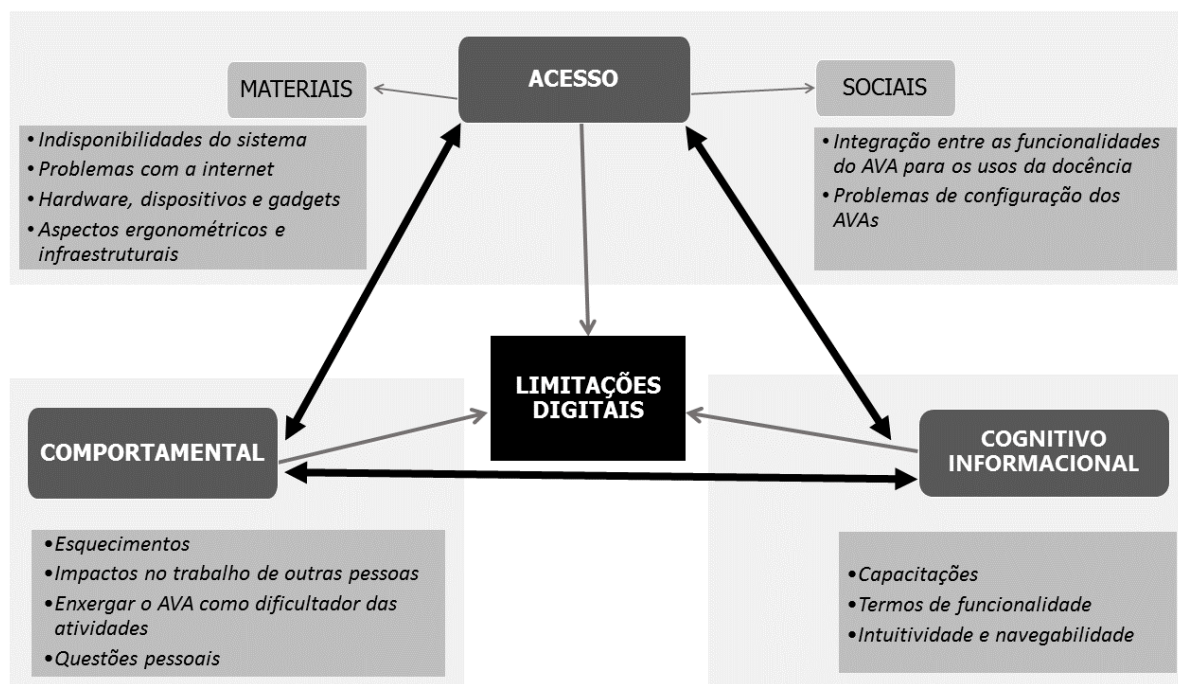 ACESSO
MATERIAIS
• Indisponibilidades do sistema
• Problemas com a internet
• Hardware, dispositivos e gadgets
• Aspectos ergonométricos e
infraestruturais
SOCIAIS
• Integração entre as funcionalidades
do AVA para os usos da docência
• Problemas de configuração dos
AVAs
LIMITAÇÕES
DIGITAIS
COMPORTAMENTAL
• Esquecimentos
• Impactos no trabalho de outras pessoas
• Enxergar o AVA como dificultador das
atividades
• Questões pessoais
COGNITIVO
INFORMACIONAL
• Capacitações
• Termos de funcionalidade
• Intuitividade e navegabilidade